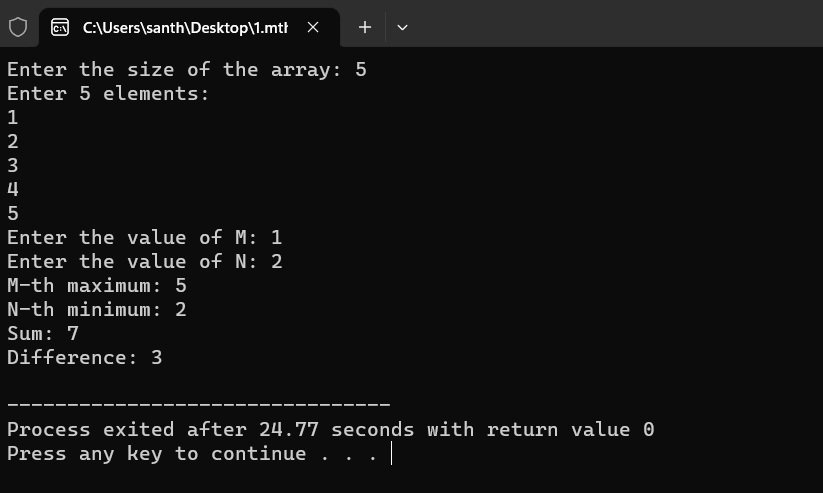 C:\Users\santh\Desktop\1.mth
Enter the size of the array: 5
Enter 5 elements:
1
2
3
4
5
Enter the value of M: 1
Enter the value of N: 2
M-th maximum: 5
N-th minimum: 2
Sum: 7
Difference: 3
--------------------------------
Process exited after 24.77 seconds with return value 0
Press any key to continue . . .